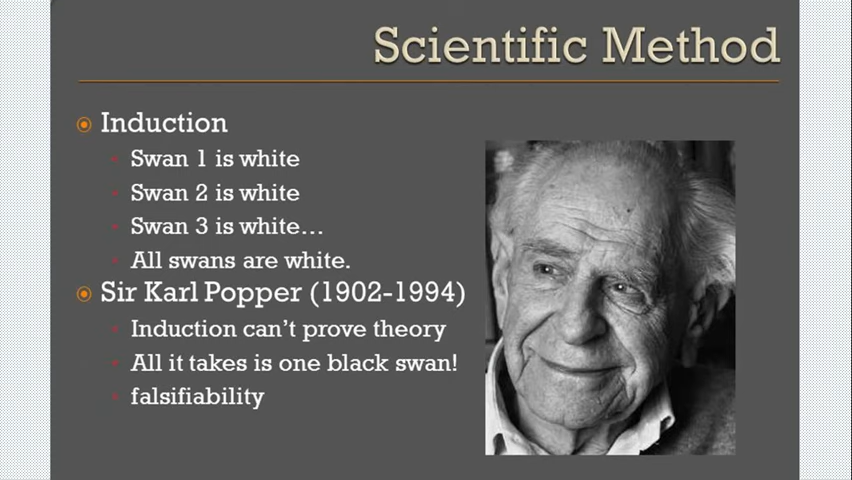 Scientific Method
Induction
Swan 1 is white
Swan 2 is white
Swan 3 is white…
All swans are white.
Sir Karl Popper (1902-1994)
Induction can't prove theory
All it takes is one black swan!
falsifiability